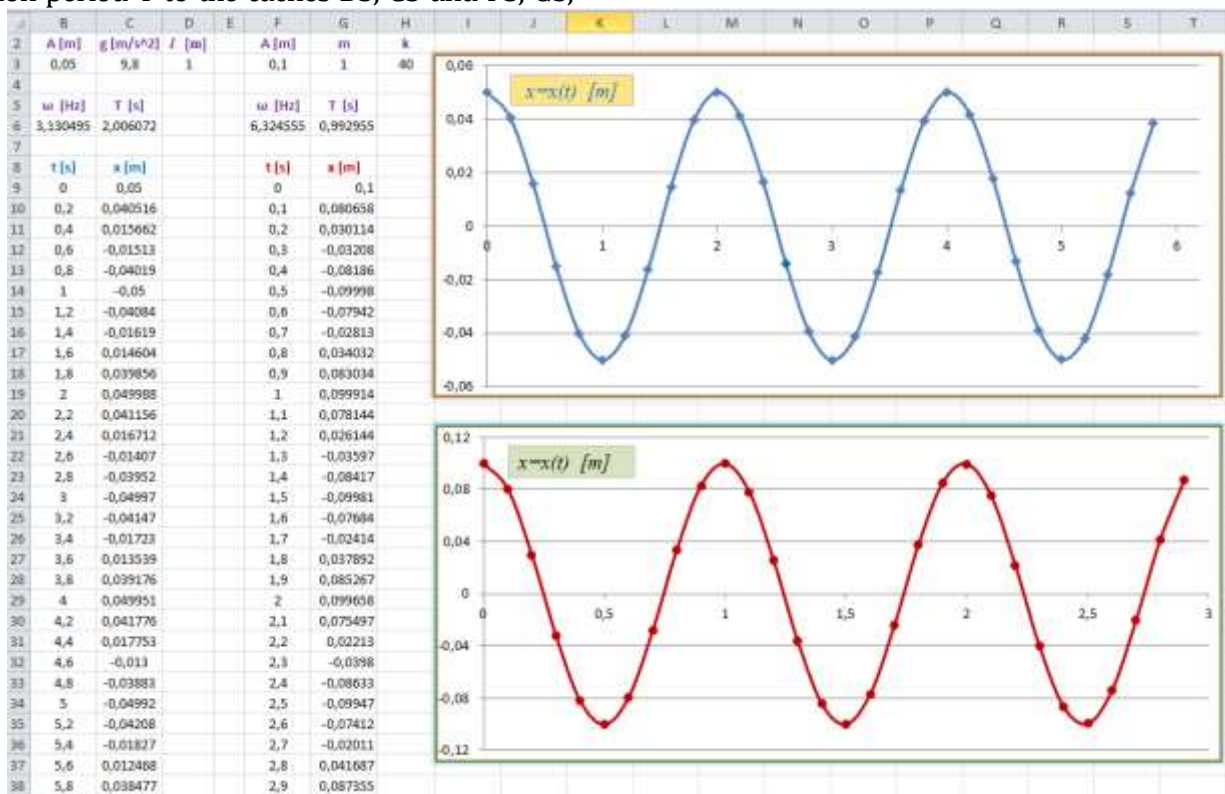 ion period T to the cables B5, C5 and F5, G5,
B C D E F G H I J K L M N O P Q R S T
2 A [m] g [m/s^2] l [m] A [m] m k
3 0,05 9,8 1 0,1 1 40
4
5 ω [Hz] T [s] ω [Hz] T [s]
6 3,130495 2,006072 6,324555 0,992955
7
8 t [s] x [m] t [s] x [m]
9 0 0,05 0 0,1
10 0,2 0,040516 0,1 0,080658
11 0,4 0,015662 0,2 0,030114
12 0,6 -0,01513 0,3 -0,03208
13 0,8 -0,04019 0,4 -0,08186
14 1 -0,05 0,5 -0,09998
15 1,2 -0,04084 0,6 -0,07942
16 1,4 -0,01619 0,7 -0,02813
17 1,6 0,014604 0,8 0,034032
18 1,8 0,039856 0,9 0,083034
19 2 0,049988 1 0,099914
20 2,2 0,041156 1,1 0,078144
21 2,4 0,016712 1,2 0,026144
22 2,6 -0,01407 1,3 -0,03597
23 2,8 -0,03952 1,4 -0,08417
24 3 -0,04997 1,5 -0,09981
25 3,2 -0,04147 1,6 -0,07684
26 3,4 -0,01723 1,7 -0,02414
27 3,6 0,013539 1,8 0,037892
28 3,8 0,039176 1,9 0,085267
29 4 0,049951 2 0,099658
30 4,2 0,041776 2,1 0,075497
31 4,4 0,017753 2,2 0,02213
32 4,6 -0,013 2,3 -0,0398
33 4,8 -0,03883 2,4 -0,08633
34 5 -0,04992 2,5 -0,09947
35 5,2 -0,04208 2,6 -0,07412
36 5,4 -0,01827 2,7 -0,02011
37 5,6 0,012468 2,8 0,041687
38 5,8 0,038477 2,9 0,087355
x=x(t) [m]
0,06
0,04
0,02
0
0 1 2 3 4 5 6
-0,02
-0,04
-0,06
x=x(t) [m]
0,12
0,08
0,04
0
0 0,5 1 1,5 2 2,5 3
-0,04
-0,08
-0,12